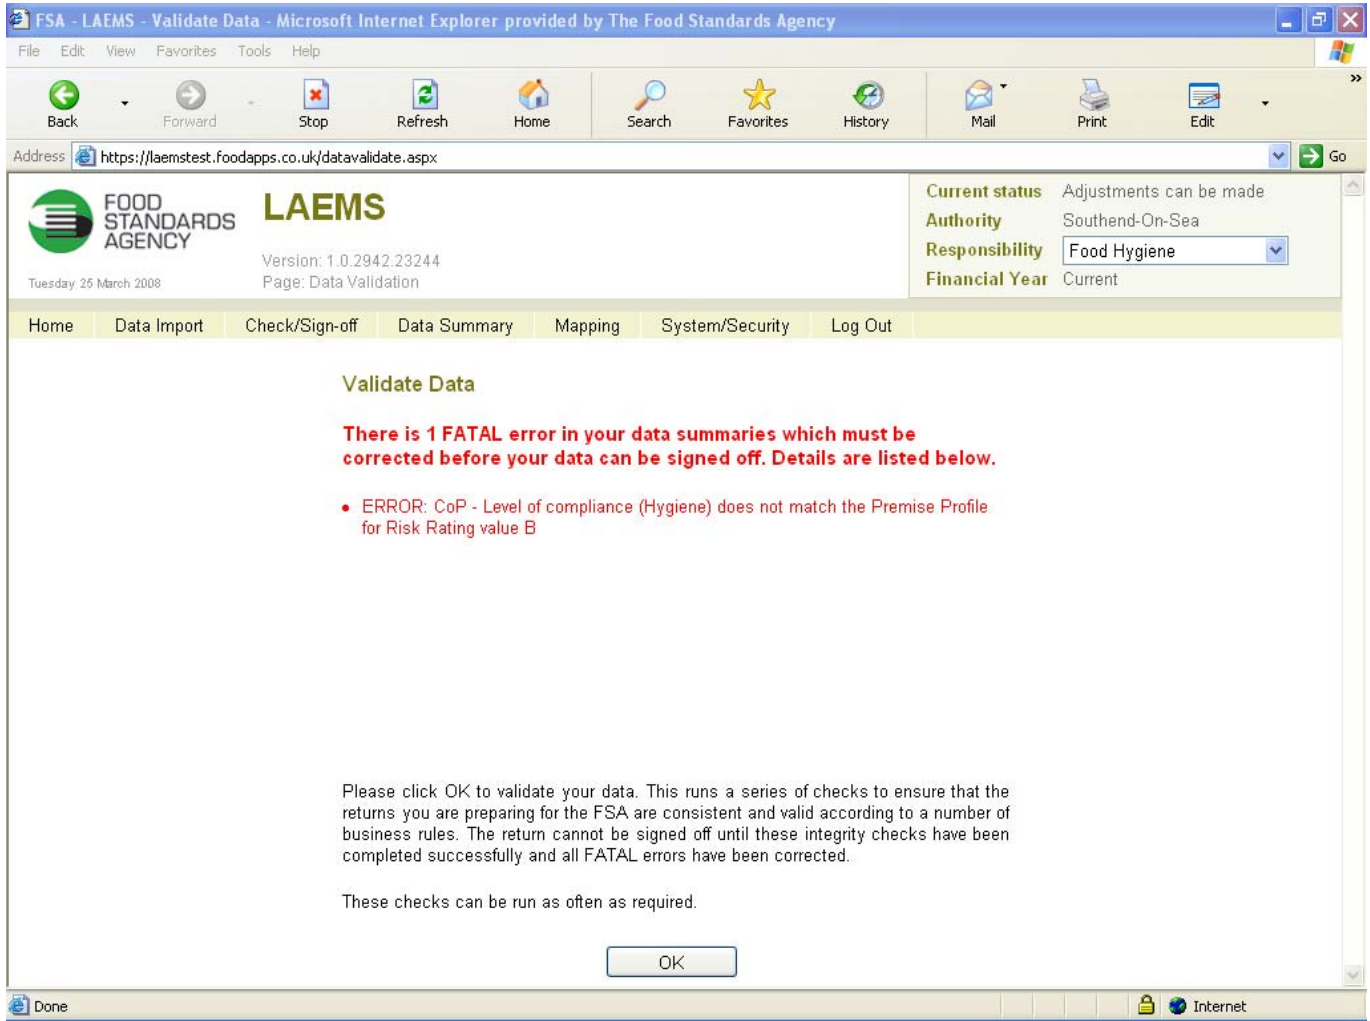 FSA - LAEMS - Validate Data - Microsoft Internet Explorer provided by The Food Standards Agency
File Edit View Favorites Tools Help
Back Forward Stop Refresh Home Search Favorites History Mail Print Edit
Address https://laemstest.foodapps.co.uk/datavalidate.aspx Go
FOOD
STANDARDS
AGENCY
Tuesday 25 March 2008
LAEMS
Version: 1.0.2942.23244
Page: Data Validation
Current status Adjustments can be made
Authority Southend-On-Sea
Responsibility Food Hygiene
Financial Year Current
Home Data Import Check/Sign-off Data Summary Mapping System/Security Log Out
Validate Data
There is 1 FATAL error in your data summaries which must be
corrected before your data can be signed off. Details are listed below.
• ERROR: CoP - Level of compliance (Hygiene) does not match the Premise Profile
for Risk Rating value B
Please click OK to validate your data. This runs a series of checks to ensure that the
returns you are preparing for the FSA are consistent and valid according to a number of
business rules. The return cannot be signed off until these integrity checks have been
completed successfully and all FATAL errors have been corrected.
These checks can be run as often as required.
OK
Done Internet